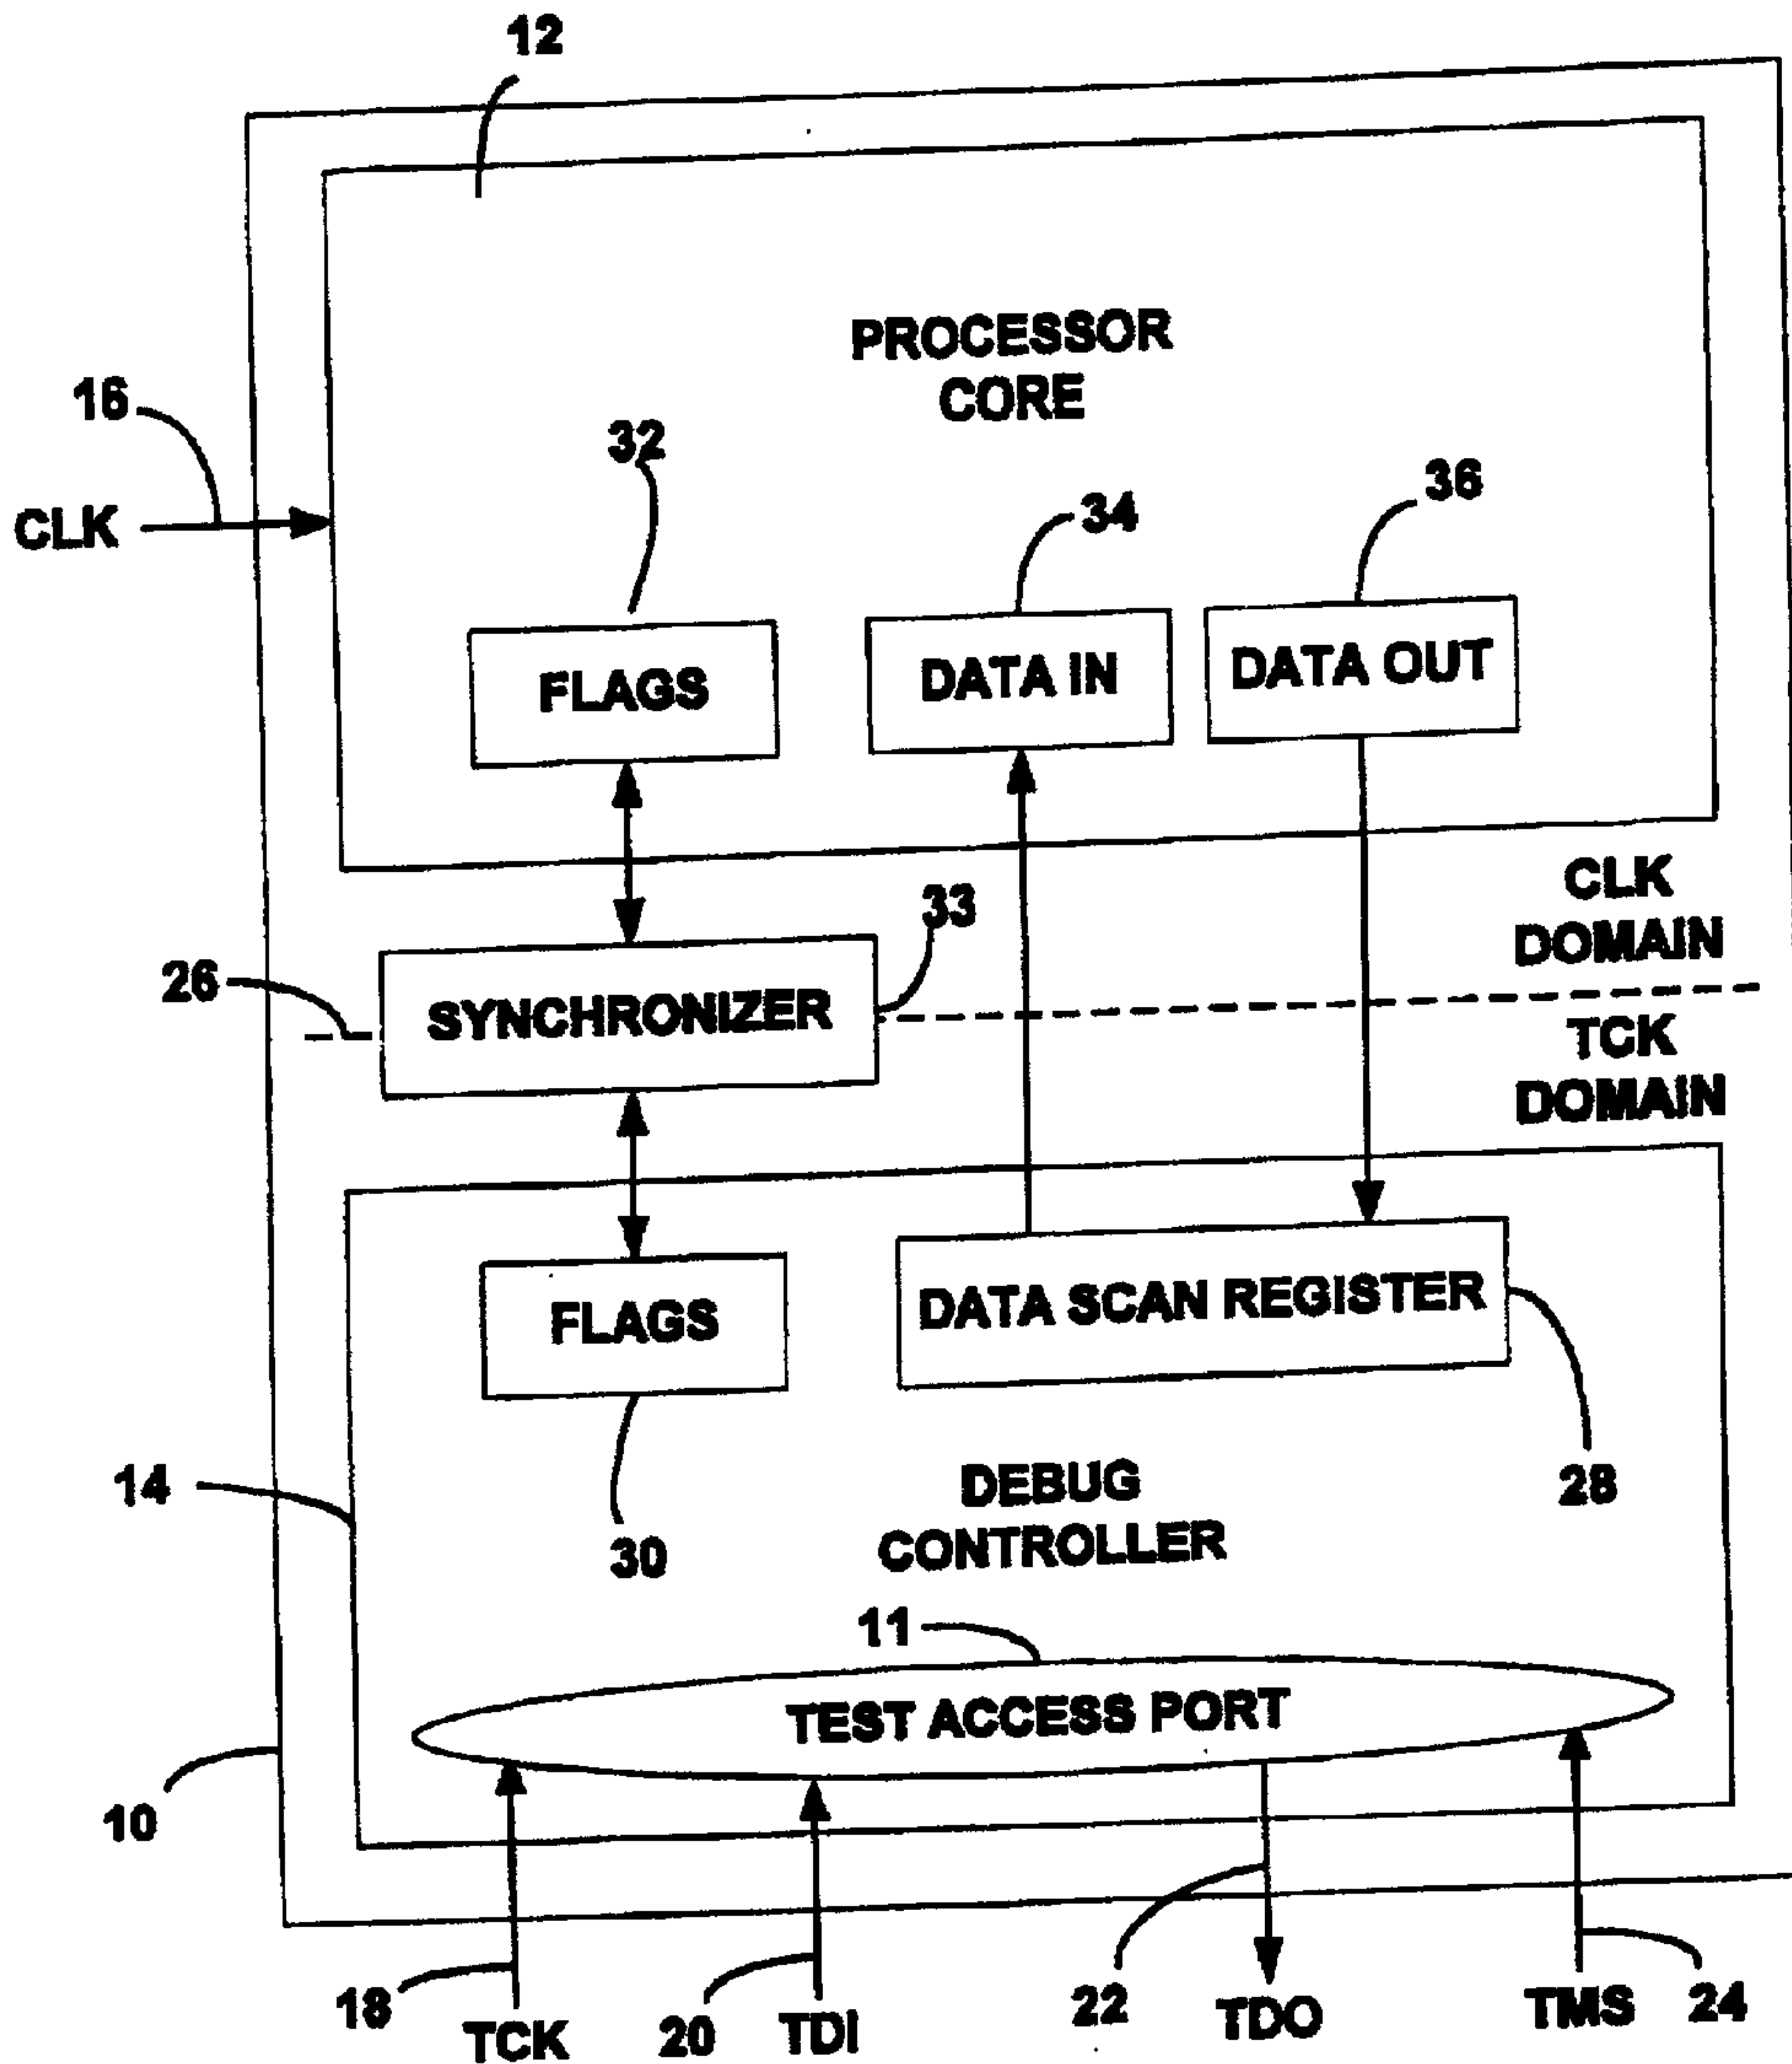 12
PROCESSOR
CORE
16
32
36
34
CLK
FLAGS
DATA IN
DATA OUT
CLK
DOMAIN
33
26
SYNCHRONIZER
TCK
DOMAIN
FLAGS
DATA SCAN REGISTER
14
DEBUG
CONTROLLER
28
30
11
TEST ACCESS PORT
10
18
TCK
20
TDI
22
TDO
TMS
24